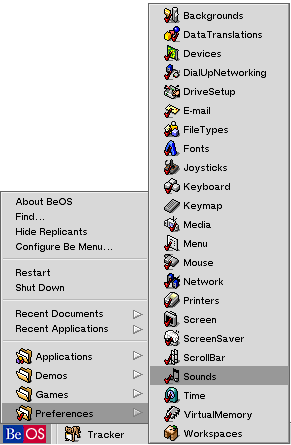 Backgrounds
DataTranslations
Devices
DialUpNetworking
DriveSetup
E-mail
FileTypes
Fonts
Joysticks
Keyboard
Keymap
Media
Menu
Mouse
Network
Printers
Screen
ScreenSaver
ScrollBar
Sounds
Time
VirtualMemory
Workspaces
About BeOS
Find...
Hide Replicants
Configure Be Menu...
Restart
Shut Down
Recent Documents
Recent Applications
Applications
Demos
Games
Preferences
Be OS
Tracker